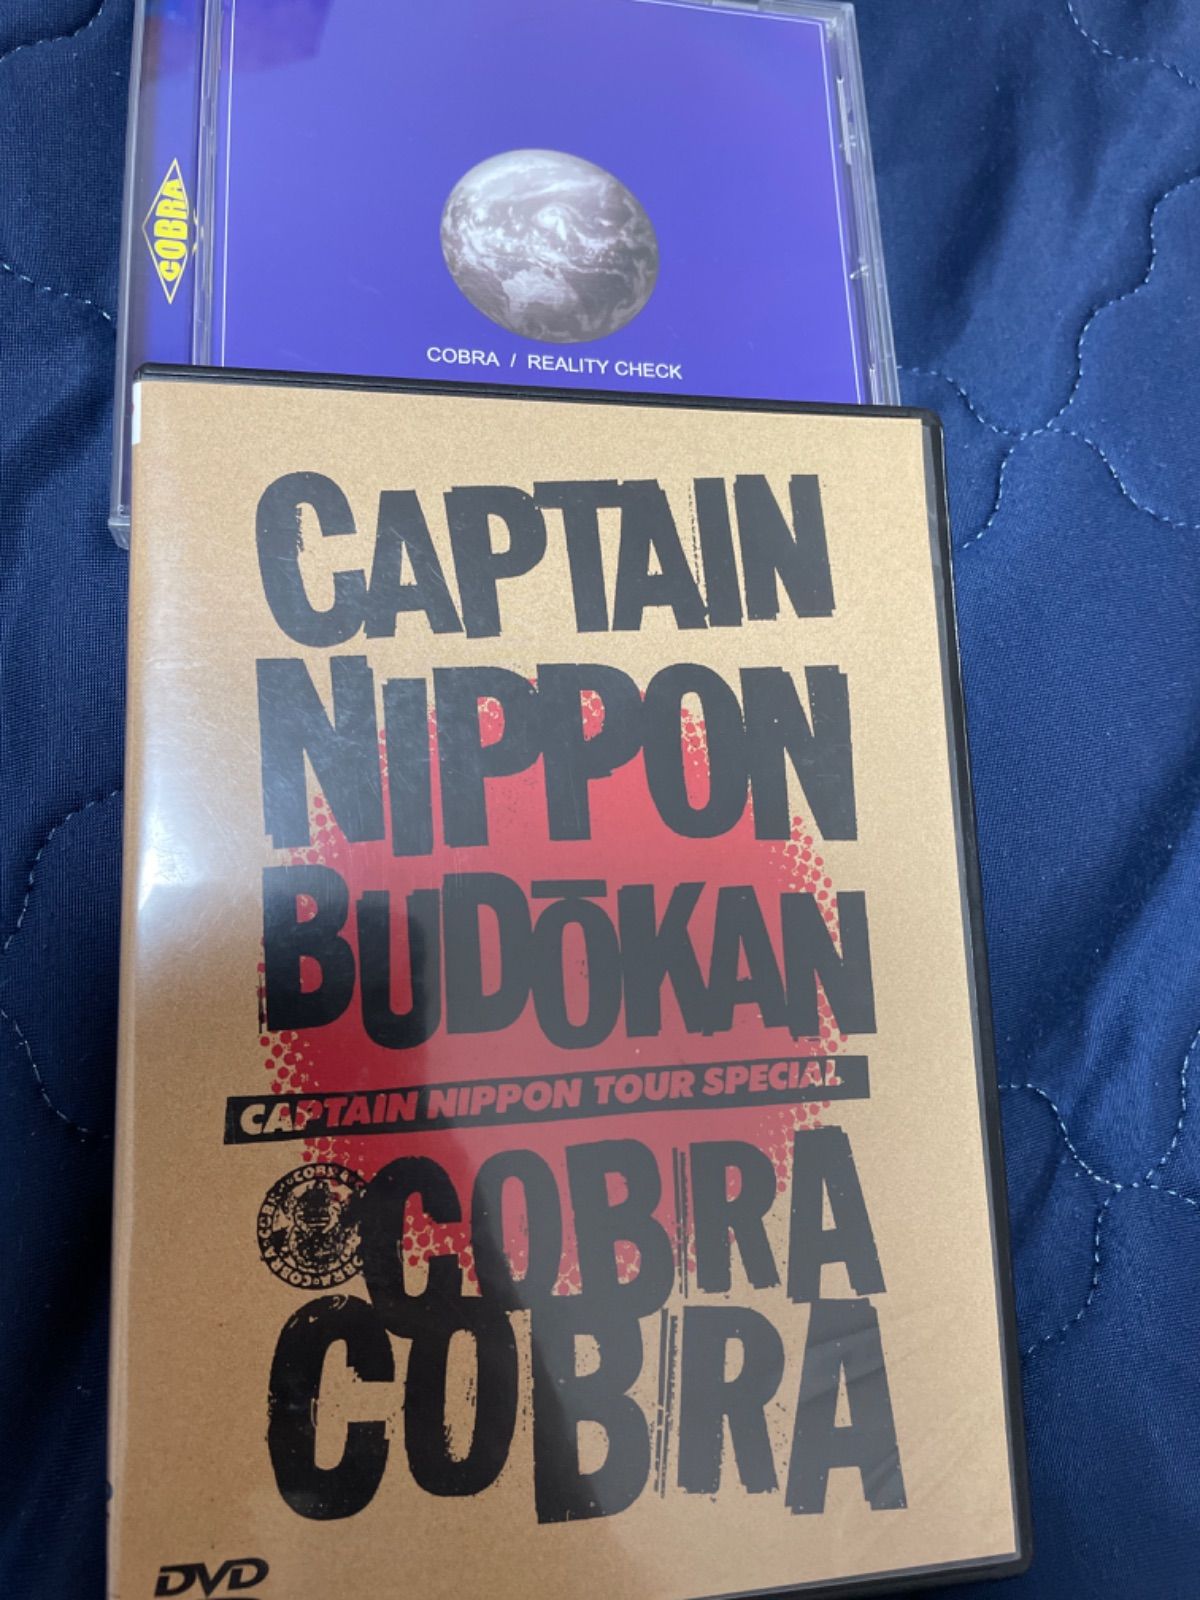 COBRA
COBRA / REALITY CHECK
CAPTAIN
NIPPON
BUDŌKAN
CAPTAIN NIPPON TOUR SPECIAL
COBRA
COBRA
DVD